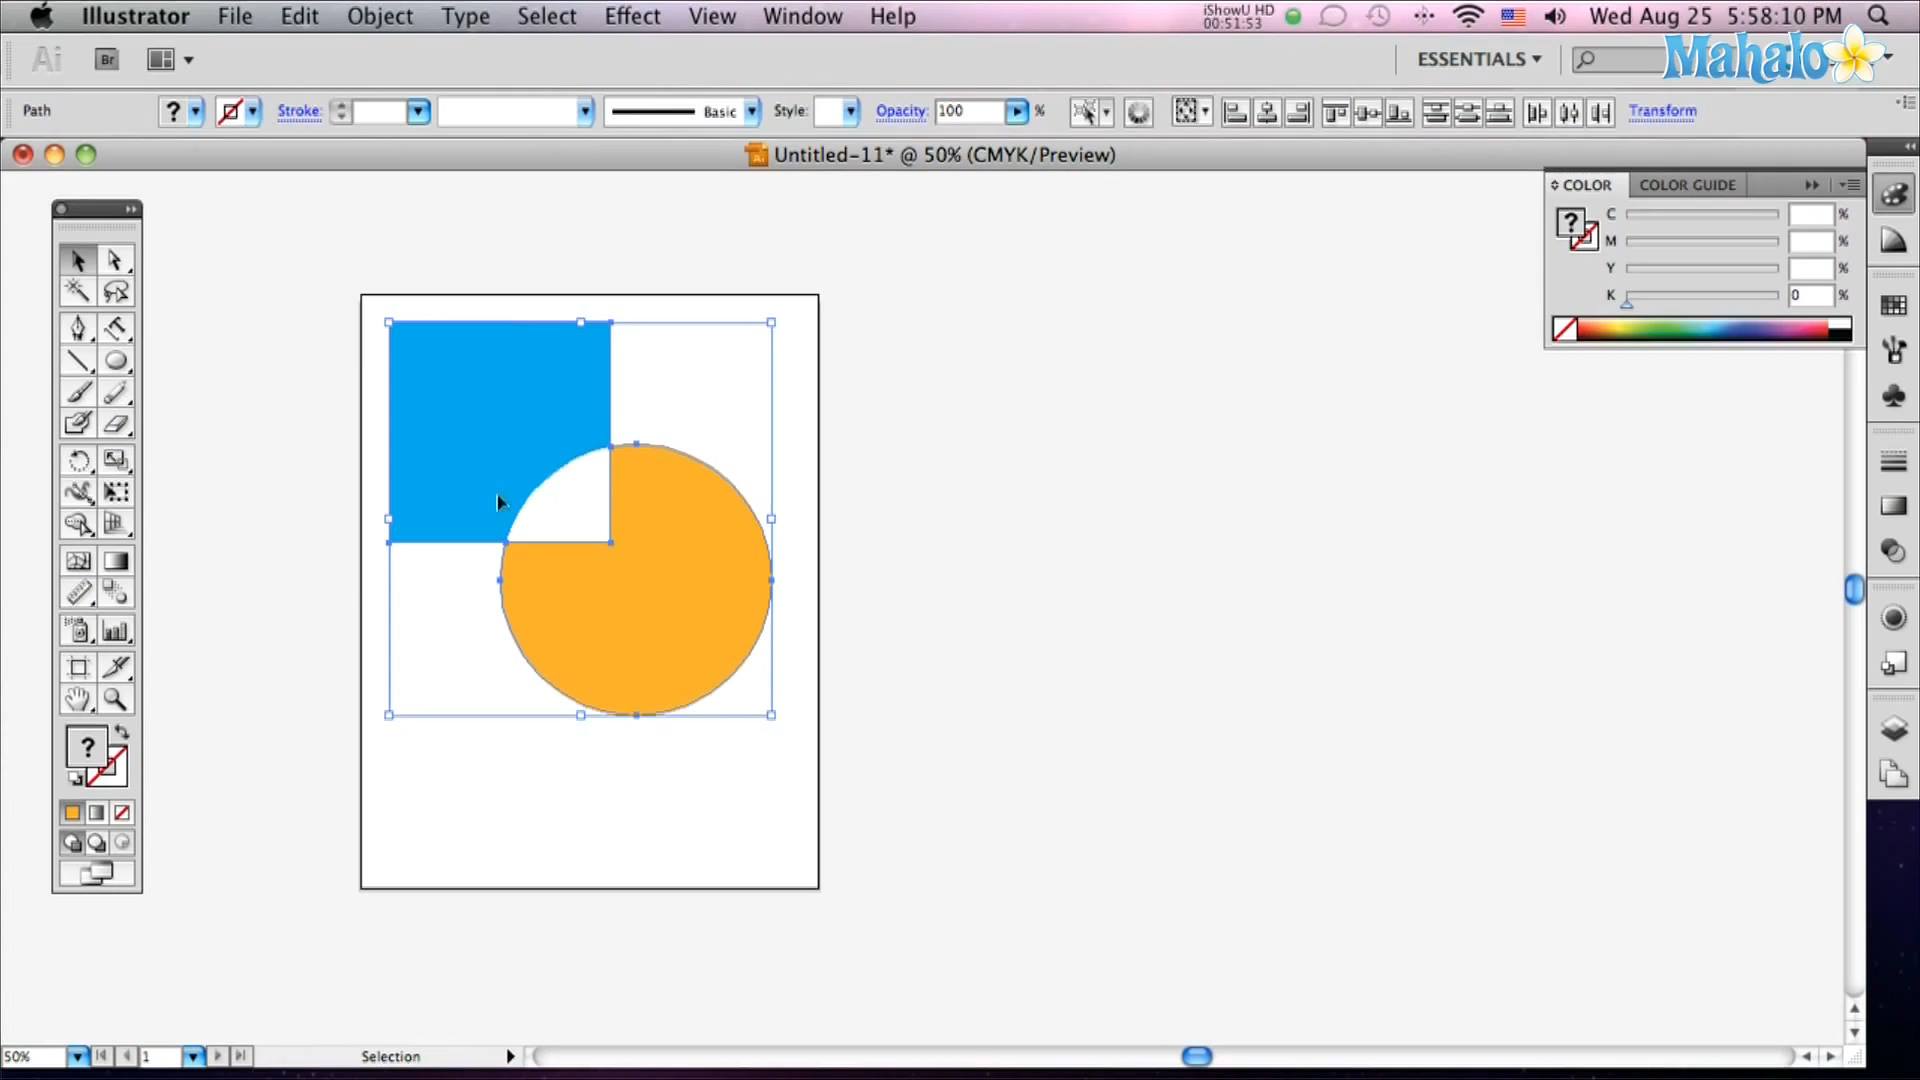 Illustrator File Edit Object Type Select Effect View Window Help iShowU HD 00:51:53 Wed Aug 25 5:58:10 PM
Ai Br ESSENTIALS Mahalo
Path ? Stroke: Basic Style: Opacity: 100 % Transform
Untitled-11* @ 50% (CMYK/Preview)
COLOR COLOR GUIDE
? C %
M %
Y %
K 0 %
?
50% 1 Selection